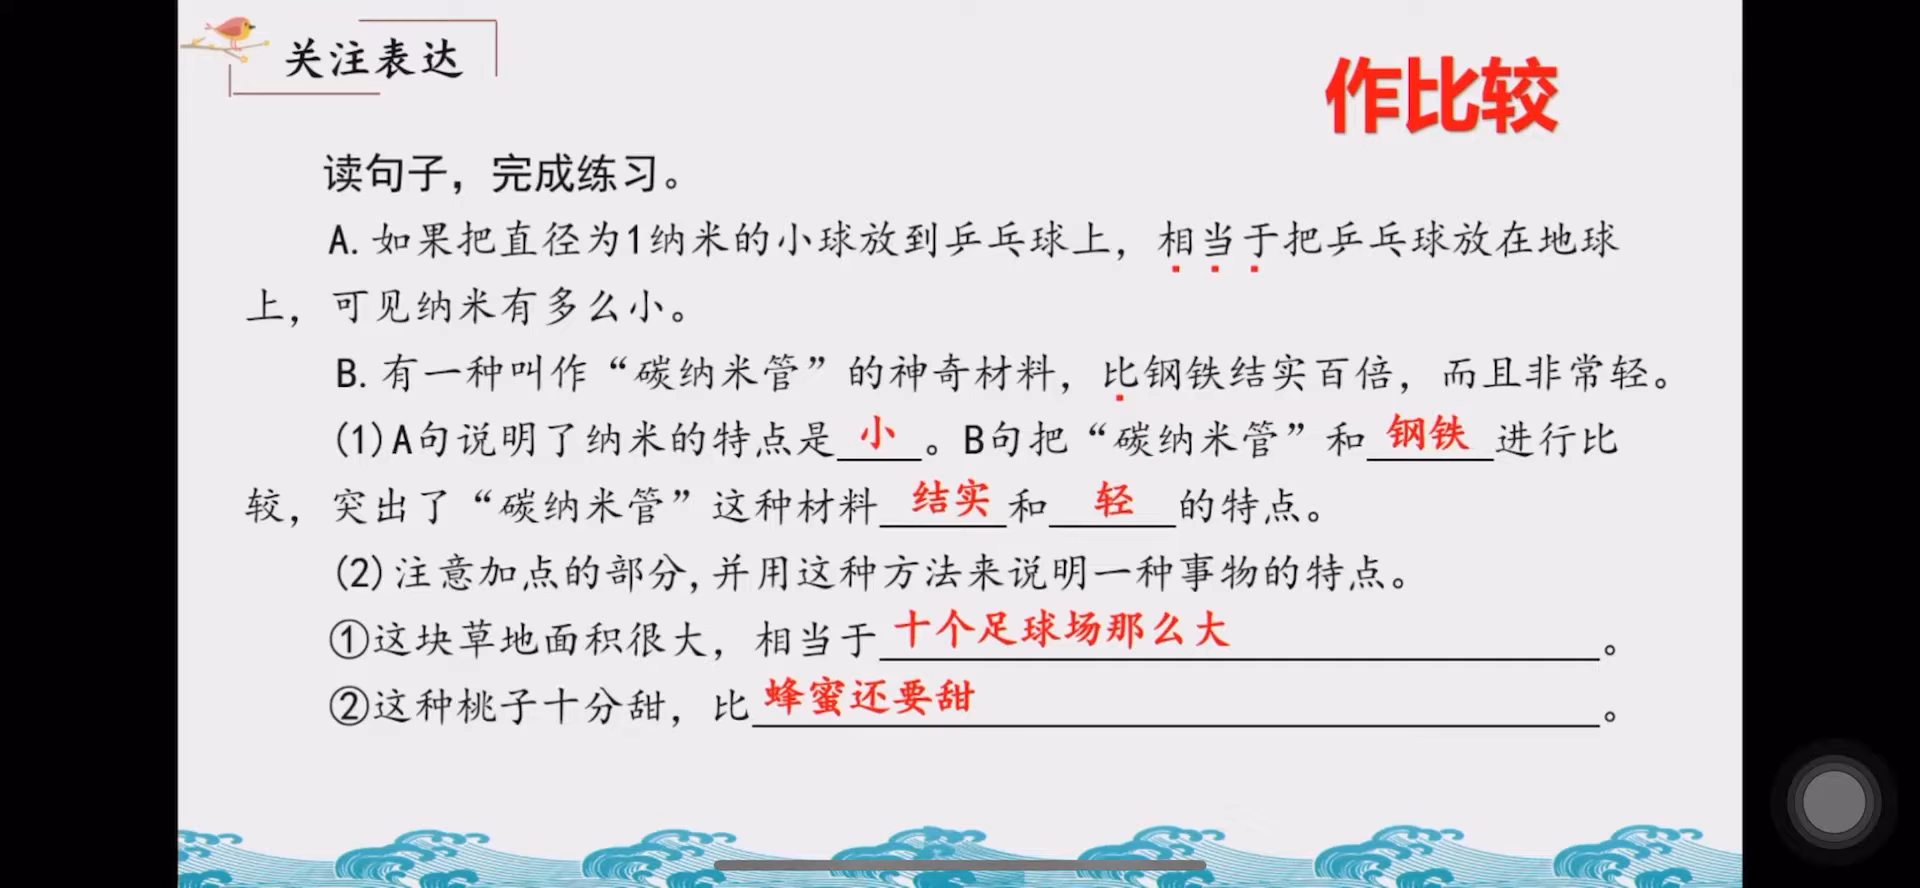 关注表达
作比较
读句子，完成练习。
A. 如果把直径为1纳米的小球放到乒乓球上，相当于把乒乓球放在地球
上，可见纳米有多么小。
B. 有一种叫作“碳纳米管”的神奇材料，比钢铁结实百倍，而且非常轻。
(1)A句说明了纳米的特点是 小 。B句把“碳纳米管”和 钢铁 进行比
较，突出了“碳纳米管”这种材料 结实 和 轻 的特点。
(2)注意加点的部分,并用这种方法来说明一种事物的特点。
①这块草地面积很大，相当于 十个足球场那么大 。
②这种桃子十分甜，比 蜂蜜还要甜 。